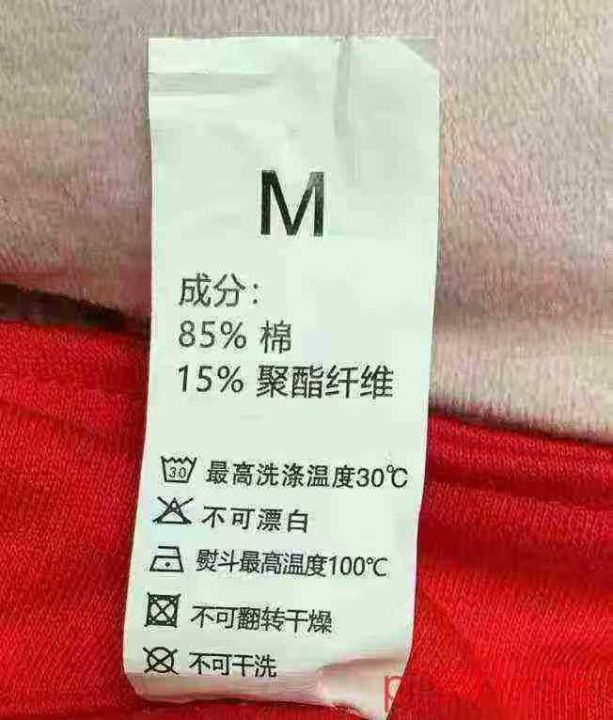 M
成分：
85% 棉
15% 聚酯纤维
30 最高洗涤温度30℃
不可漂白
熨斗最高温度100℃
不可翻转干燥
不可干洗